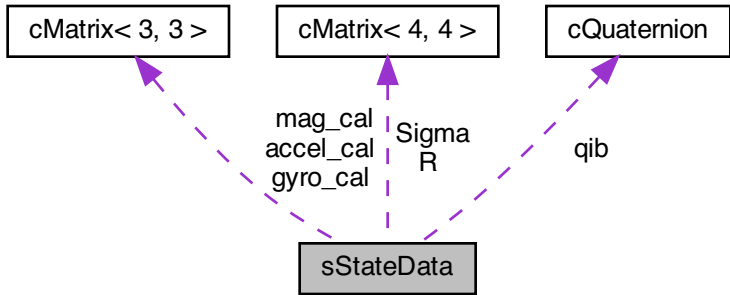 cMatrix< 3, 3 >
cMatrix< 4, 4 >
cQuaternion
mag_cal
accel_cal
gyro_cal
Sigma
R
qib
sStateData